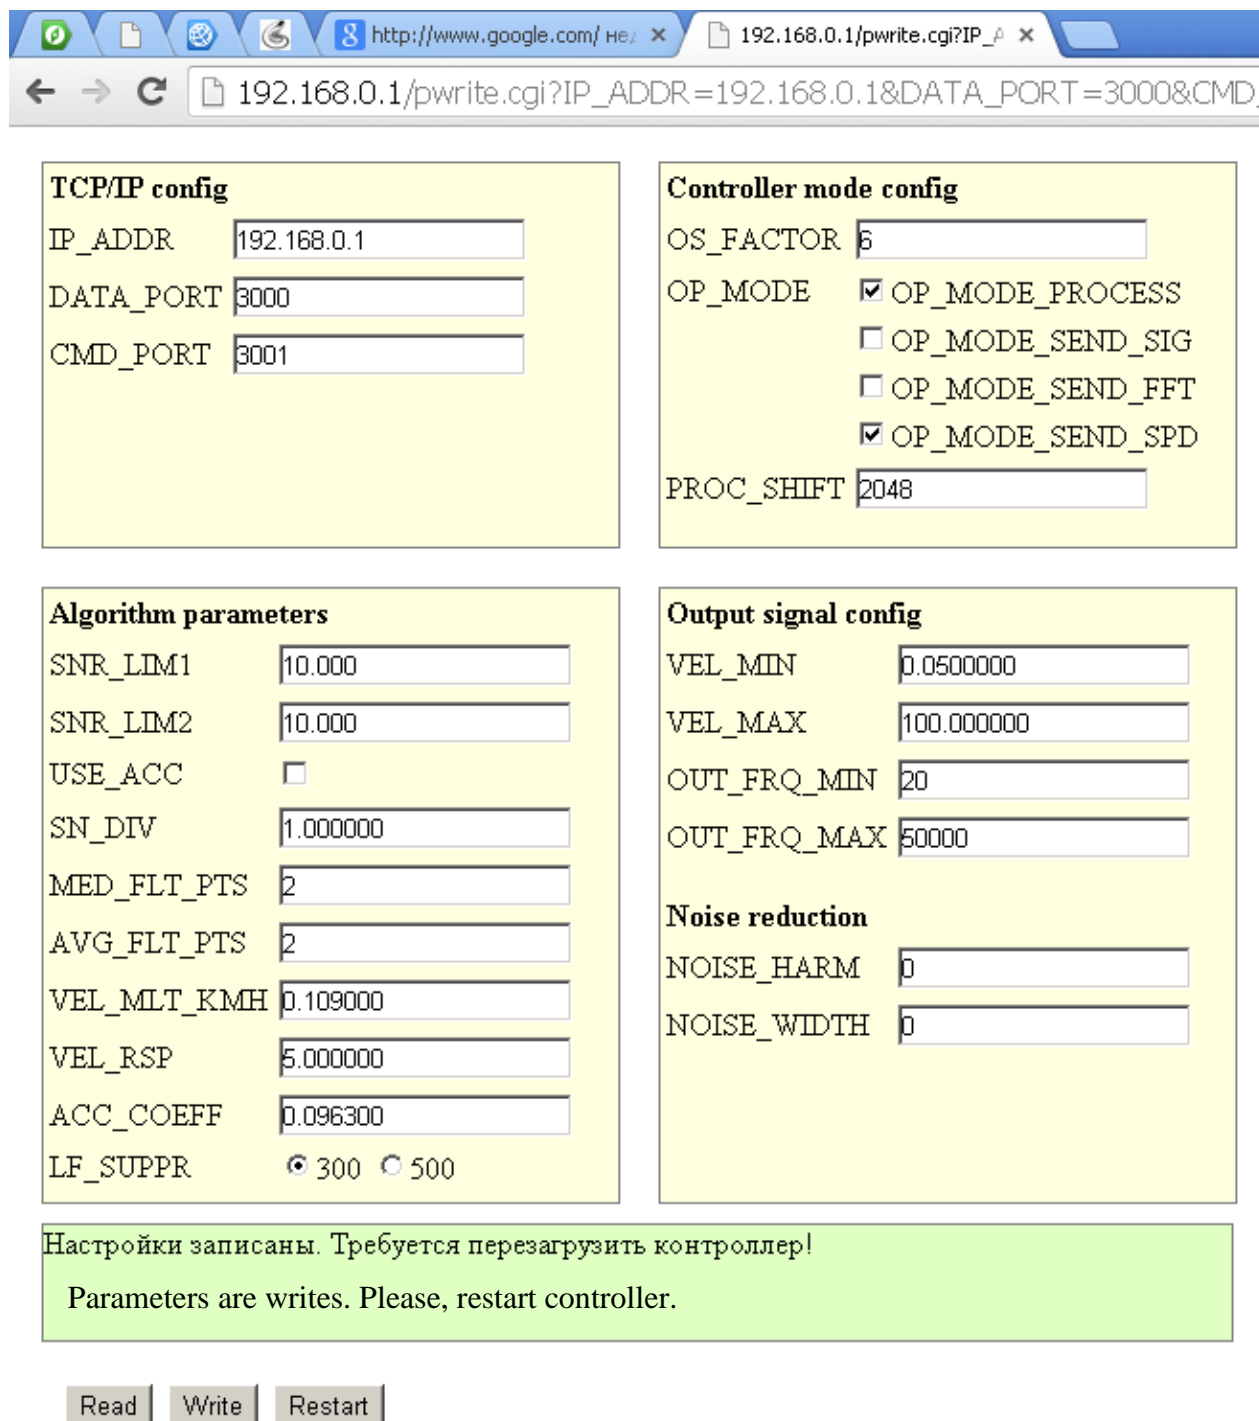 http://www.google.com/ не
192.168.0.1/pwrite.cgi?IP_A
192.168.0.1/pwrite.cgi?IP_ADDR=192.168.0.1&DATA_PORT=3000&CMD_
TCP/IP config
IP_ADDR 192.168.0.1
DATA_PORT 3000
CMD_PORT 3001
Controller mode config
OS_FACTOR 6
OP_MODE OP_MODE_PROCESS
OP_MODE_SEND_SIG
OP_MODE_SEND_FFT
OP_MODE_SEND_SPD
PROC_SHIFT 2048
Algorithm parameters
SNR_LIM1 10.000
SNR_LIM2 10.000
USE_ACC
SN_DIV 1.000000
MED_FLT_PTS 2
AVG_FLT_PTS 2
VEL_MLT_KMH 0.109000
VEL_RSP 5.000000
ACC_COEFF 0.096300
LF_SUPPR 300 500
Output signal config
VEL_MIN 0.0500000
VEL_MAX 100.000000
OUT_FRQ_MIN 20
OUT_FRQ_MAX 50000
Noise reduction
NOISE_HARM 0
NOISE_WIDTH 0
Настройки записаны. Требуется перезагрузить контроллер!
Parameters are writes. Please, restart controller.
Read Write Restart